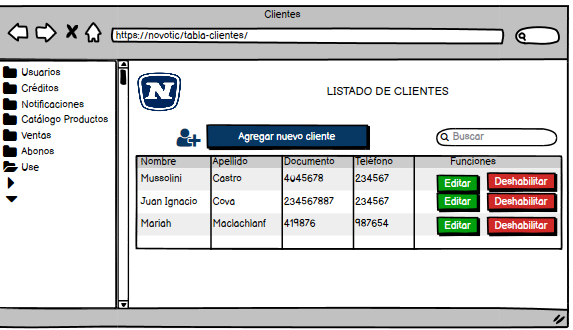 Clientes
https://novotic/tabla-clientes/
Usuarios
Créditos
Notificaciones
Catálogo Productos
Ventas
Abonos
Use
N
LISTADO DE CLIENTES
Agregar nuevo cliente
Buscar
Nombre Apellido Documento Teléfono Funciones
Mussolini Castro 4045678 234567 Editar Deshabilitar
Juan Ignacio Cova 234567887 234567 Editar Deshabilitar
Mariah Maclachlanf 419876 987654 Editar Deshabilitar